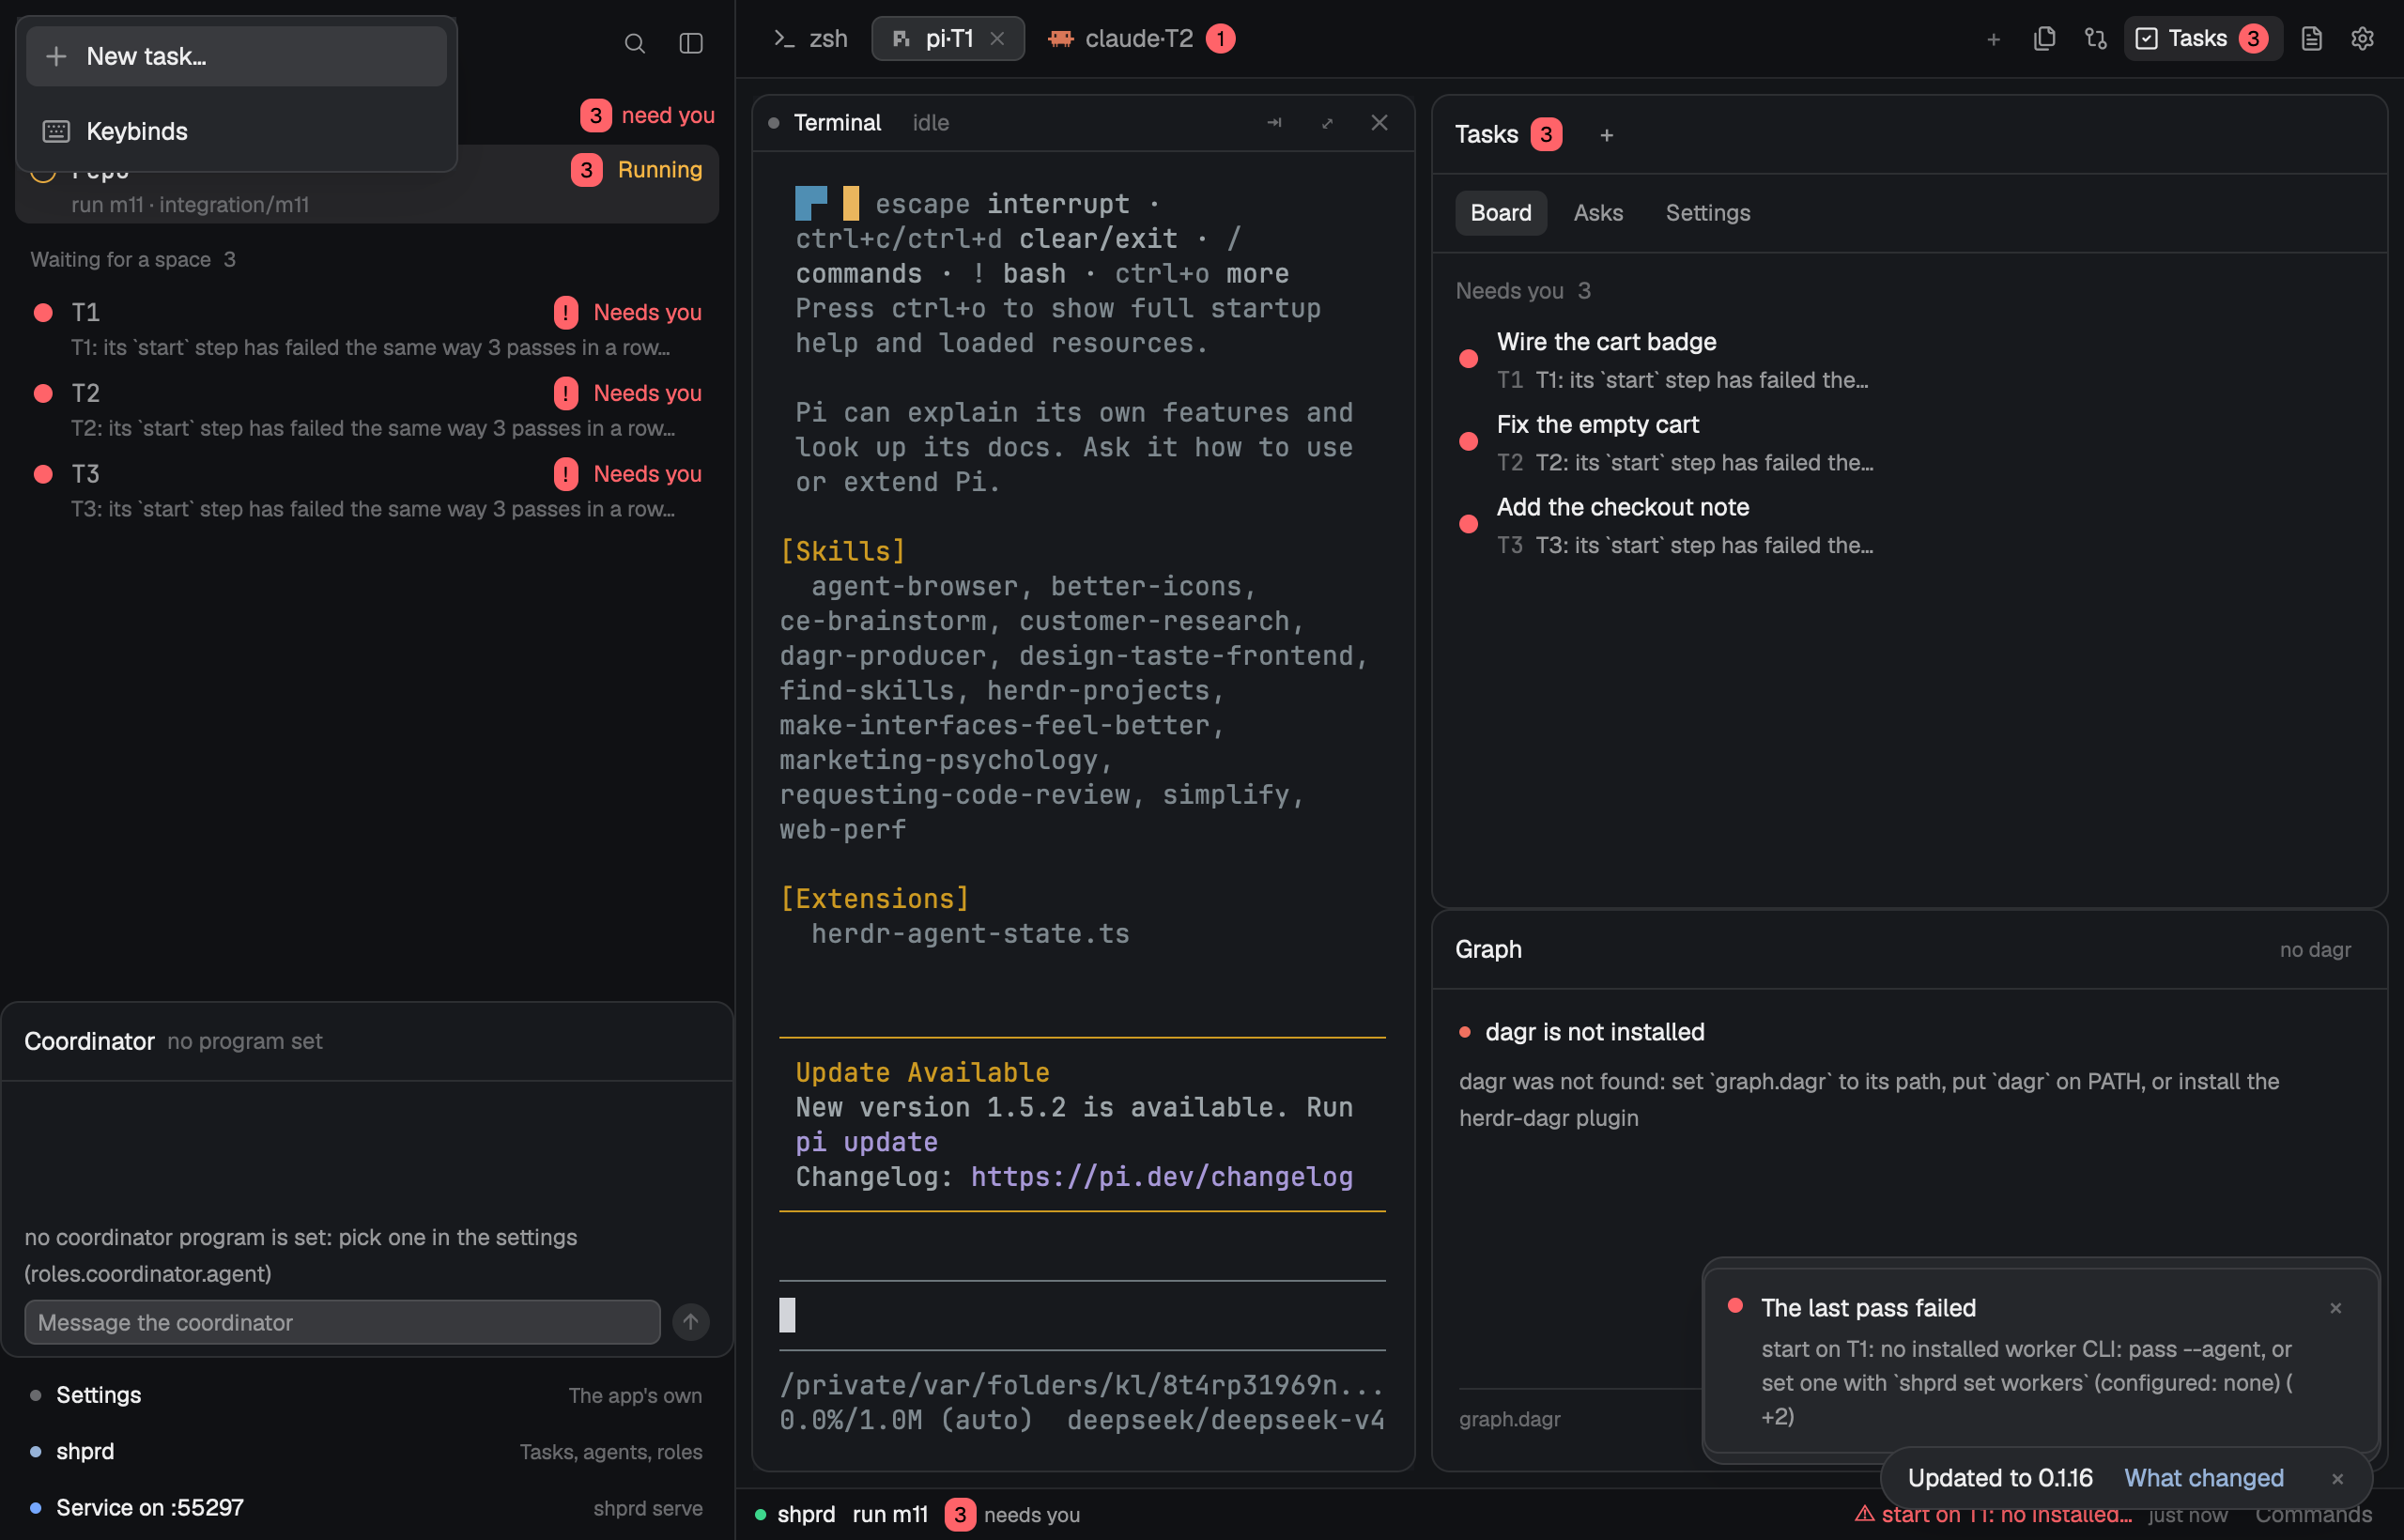 New task...
Keybinds
3 need you
3 Running
run m11 · integration/m11
Waiting for a space 3
T1
! Needs you
T1: its `start` step has failed the same way 3 passes in a row...
T2
! Needs you
T2: its `start` step has failed the same way 3 passes in a row...
T3
! Needs you
T3: its `start` step has failed the same way 3 passes in a row...
Coordinator no program set
no coordinator program is set: pick one in the settings
(roles.coordinator.agent)
Message the coordinator
Settings
The app's own
shprd
Tasks, agents, roles
Service on :55297
shprd serve
zsh
pi·T1
claude·T2 1
Tasks 3
Terminal idle
escape interrupt ·
ctrl+c/ctrl+d clear/exit · /
commands · ! bash · ctrl+o more
Press ctrl+o to show full startup
help and loaded resources.
Pi can explain its own features and
look up its docs. Ask it how to use
or extend Pi.
[Skills]
agent-browser, better-icons,
ce-brainstorm, customer-research,
dagr-producer, design-taste-frontend,
find-skills, herdr-projects,
make-interfaces-feel-better,
marketing-psychology,
requesting-code-review, simplify,
web-perf
[Extensions]
herdr-agent-state.ts
Update Available
New version 1.5.2 is available. Run
pi update
Changelog: https://pi.dev/changelog
/private/var/folders/kl/8t4rp31969n...
0.0%/1.0M (auto) deepseek/deepseek-v4
Tasks 3 +
Board
Asks
Settings
Needs you 3
Wire the cart badge
T1 T1: its `start` step has failed the...
Fix the empty cart
T2 T2: its `start` step has failed the...
Add the checkout note
T3 T3: its `start` step has failed the...
Graph
no dagr
dagr is not installed
dagr was not found: set `graph.dagr` to its path, put `dagr` on PATH, or install the
herdr-dagr plugin
graph.dagr
The last pass failed
start on T1: no installed worker CLI: pass --agent, or
set one with `shprd set workers` (configured: none) (
+2)
Updated to 0.1.16 What changed
shprd run m11 3 needs you
start on T1: no installed... just now Commands